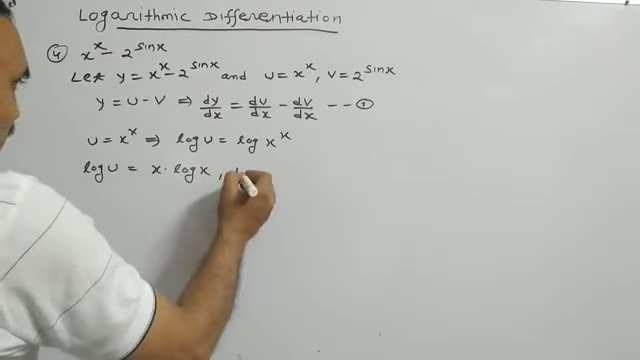 Logarithmic Differentiation
④ x^x - 2^sinx
Let y = x^x - 2^sinx and u = x^x, v = 2^sinx
y = u - v ⇒ dy/dx = dv/dx - dv/dx --①
u = x^x ⇒ log u = log x^x
log u = x · log x ,